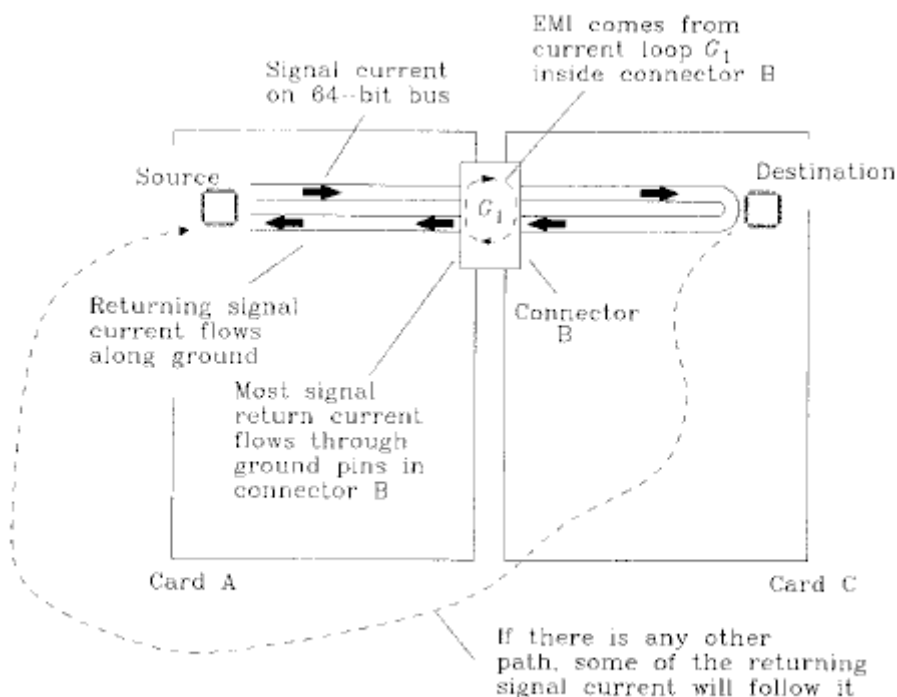 EMI comes from
current loop G1
inside connector B
Signal current
on 64-bit bus
Source
Destination
G1
Returning signal
current flows
along ground
Connector
B
Most signal
return current
flows through
ground pins in
connector B
Card A
Card C
If there is any other
path, some of the returning
signal current will follow it